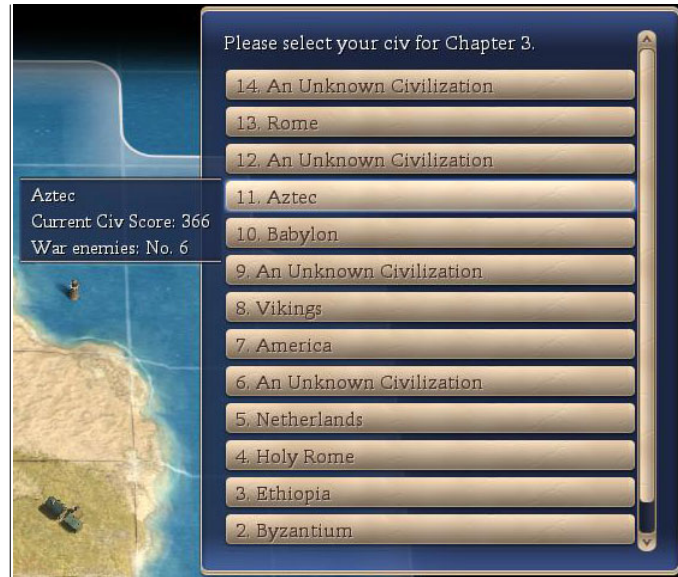 Please select your civ for Chapter 3.
14. An Unknown Civilization
13. Rome
12. An Unknown Civilization
11. Aztec
Aztec
Current Civ Score: 366
War enemies: No. 6
10. Babylon
9. An Unknown Civilization
8. Vikings
7. America
6. An Unknown Civilization
5. Netherlands
4. Holy Rome
3. Ethiopia
2. Byzantium